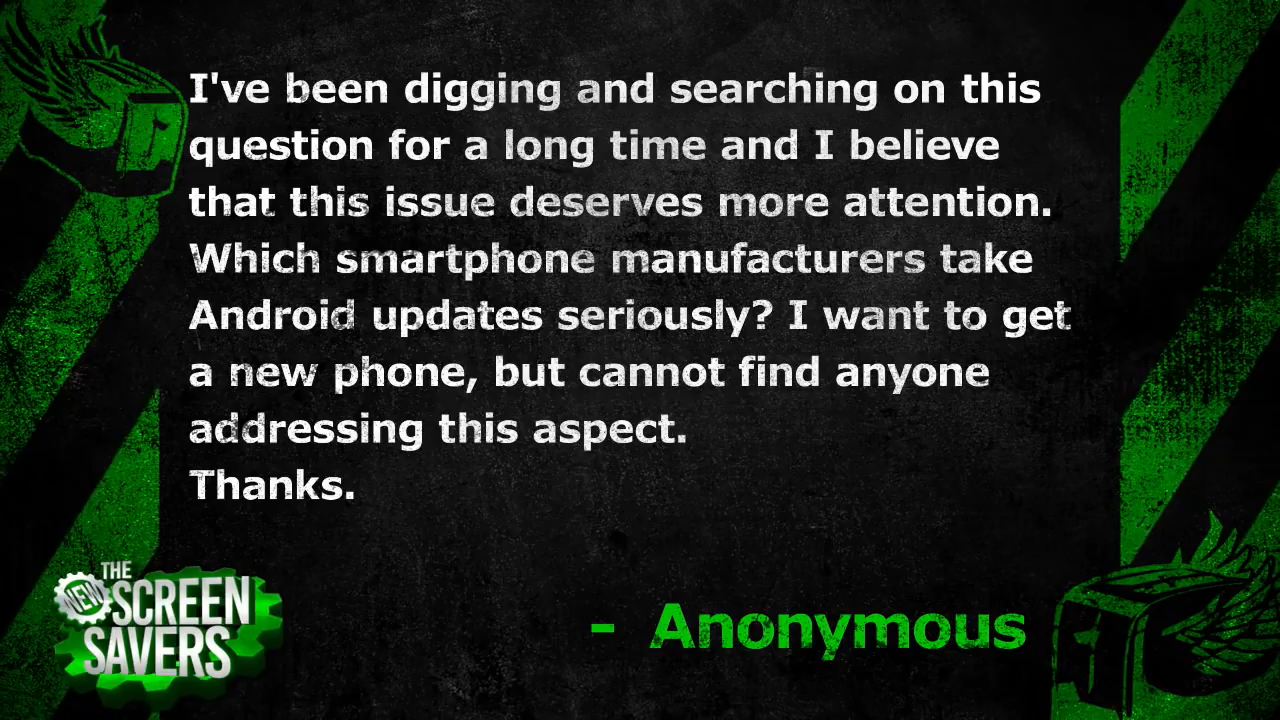 I've been digging and searching on this
question for a long time and I believe
that this issue deserves more attention.
Which smartphone manufacturers take
Android updates seriously? I want to get
a new phone, but cannot find anyone
addressing this aspect.
Thanks.
- Anonymous
THE
NEW SCREEN
SAVERS